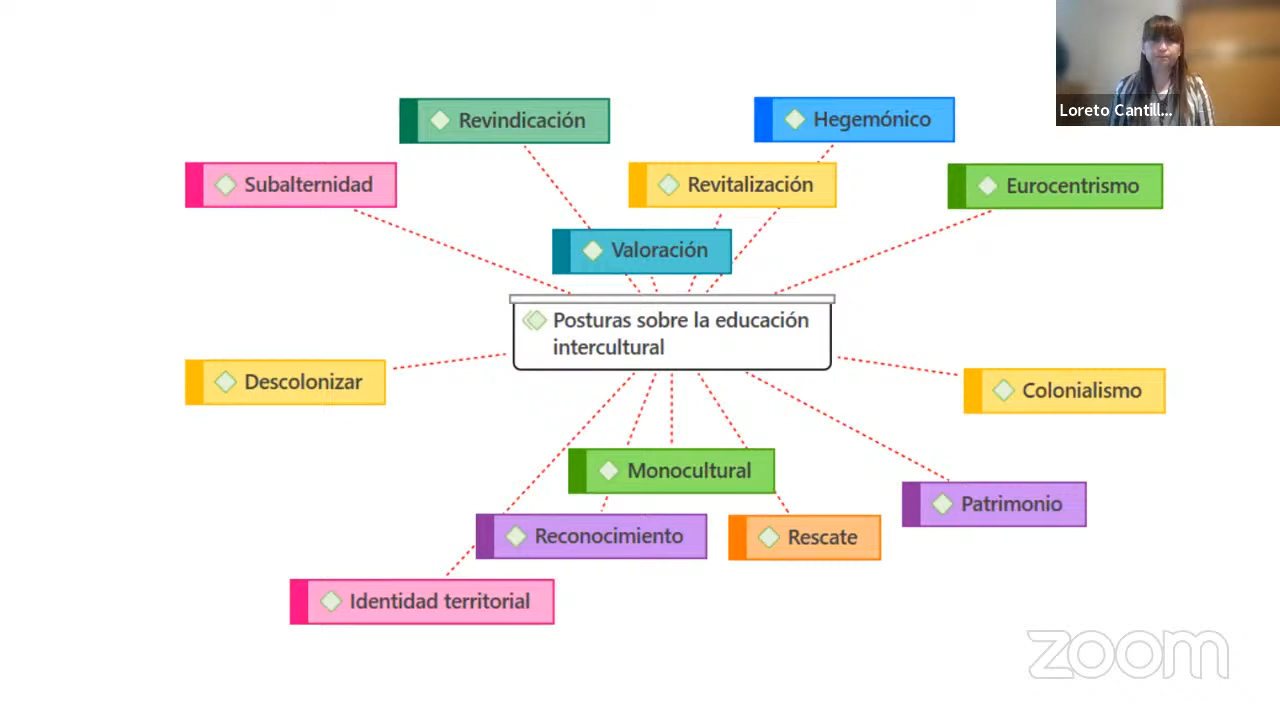 Loreto Cantill...
Revindicación
Hegemónico
Subalternidad
Revitalización
Eurocentrismo
Valoración
Posturas sobre la educación
intercultural
Descolonizar
Colonialismo
Monocultural
Patrimonio
Reconocimiento
Rescate
Identidad territorial
zoom